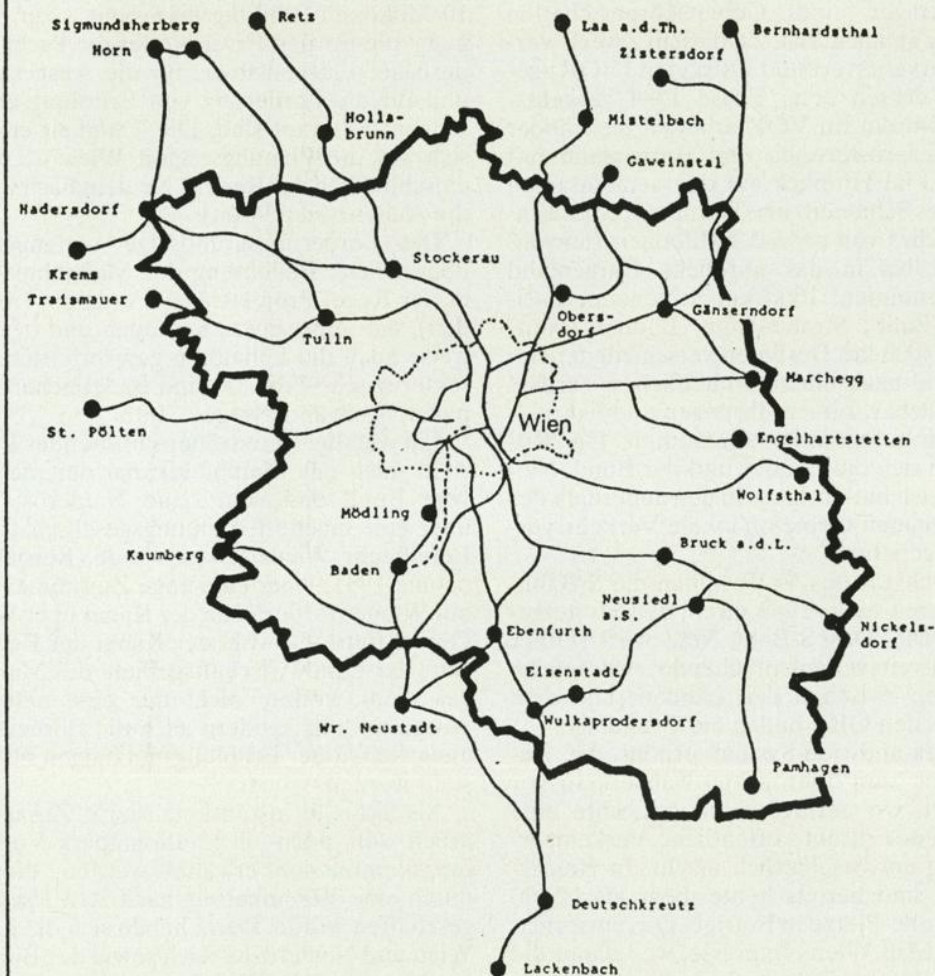 Retz
Sigmundsherberg
Horn
Laa a.d.Th.
Zistersdorf
Bernhardsthal
Holla-
brunn
Mistelbach
Gaweinstal
Hadersdorf
Krems
Stockerau
Traismauer
Tulln
Obers-
dorf
Gänserndorf
Marchegg
St. Pölten
Wien
Engelhartstetten
Wolfsthal
Mödling
Kaumberg
Bruck a.d.L.
Baden
Neusiedl
a.S.
Ebenfurth
Nickels-
dorf
Eisenstadt
Wr. Neustadt
Wulkaprodersdorf
Pamhagen
Deutschkreutz
Lackenbach